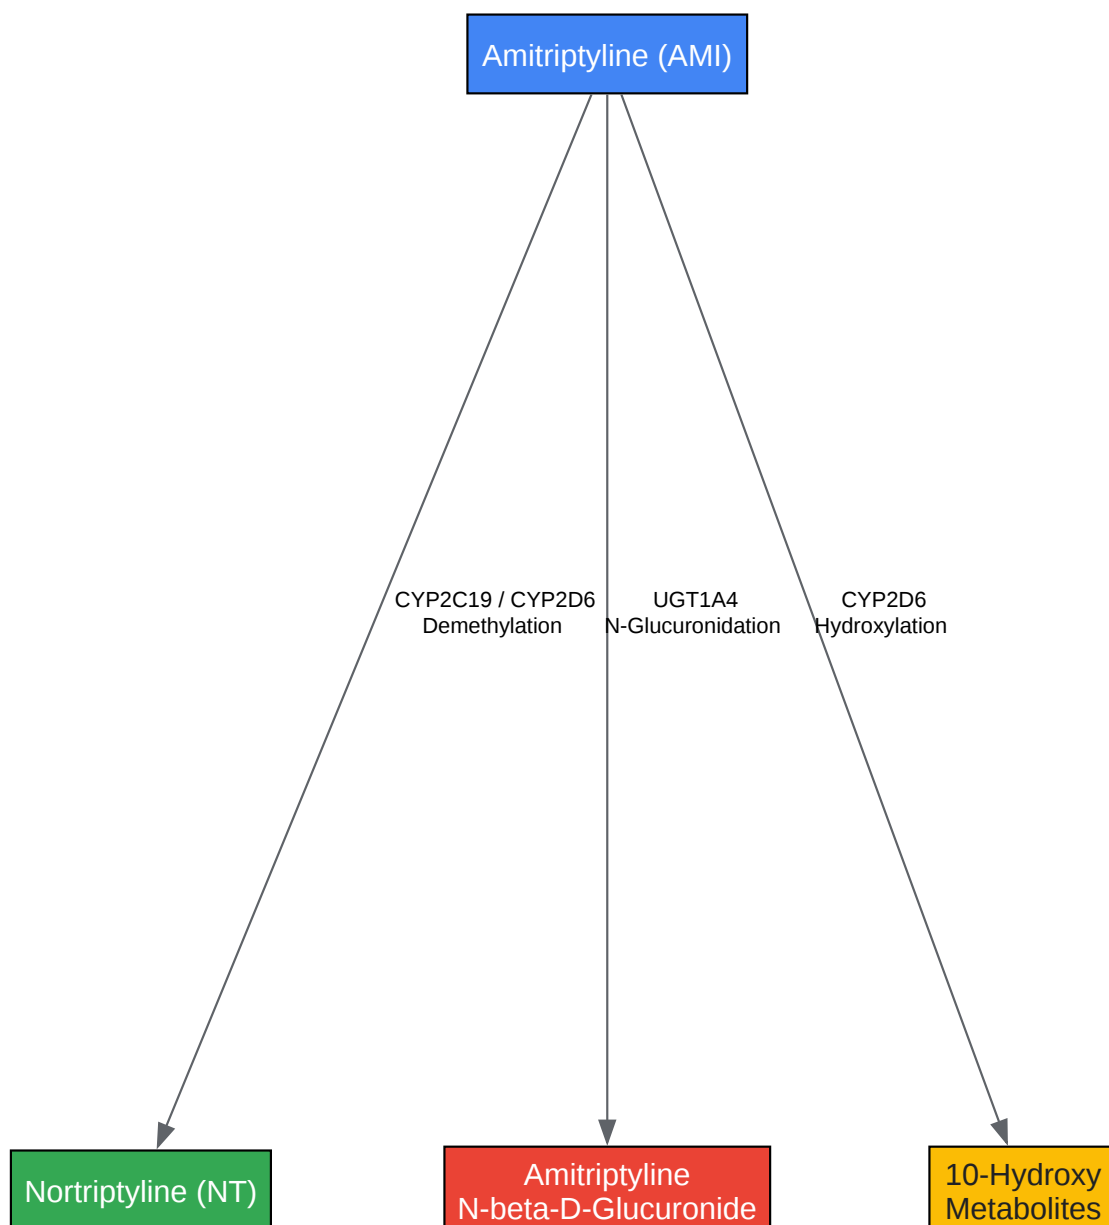 Amitriptyline (AMI)
CYP2C19 / CYP2D6
Demethylation
UGT1A4
N-Glucuronidation
CYP2D6
Hydroxylation
Nortriptyline (NT)
Amitriptyline
N-beta-D-Glucuronide
10-Hydroxy
Metabolites